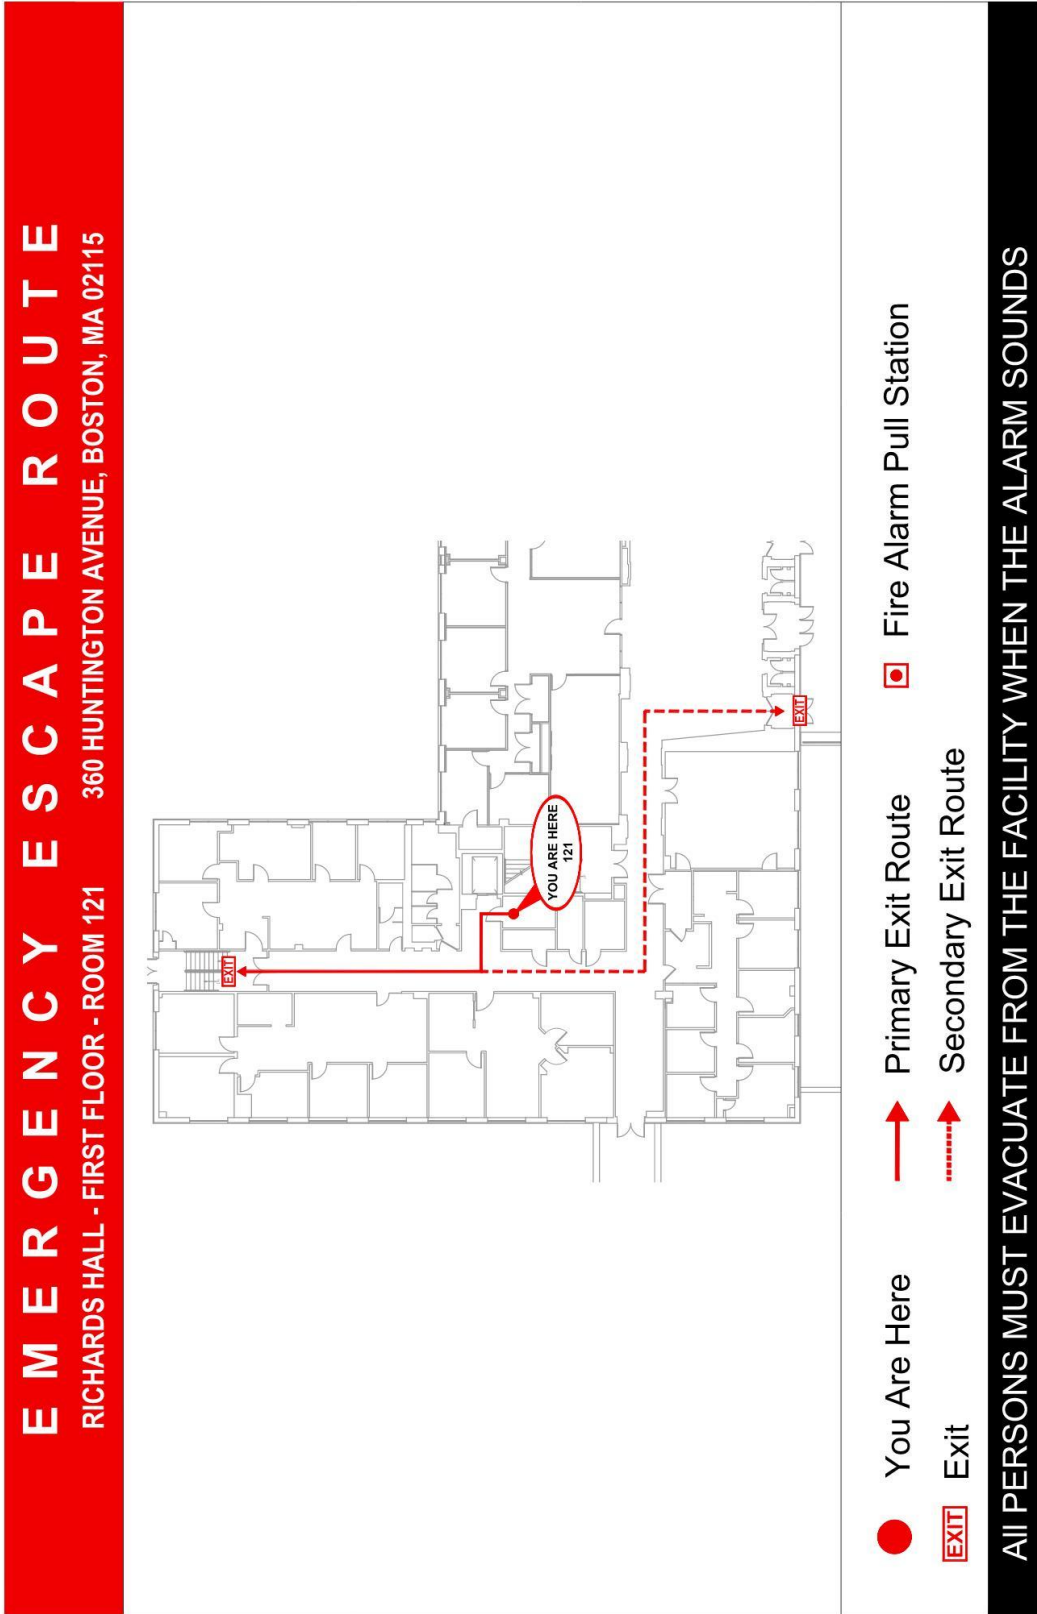 EMERGENCY ESCAPE ROUTE
RICHARDS HALL - FIRST FLOOR - ROOM 121 360 HUNTINGTON AVENUE, BOSTON, MA 02115
EXIT
YOU ARE HERE
121
EXIT
You Are Here
Primary Exit Route
Fire Alarm Pull Station
EXIT Exit
Secondary Exit Route
All PERSONS MUST EVACUATE FROM THE FACILITY WHEN THE ALARM SOUNDS